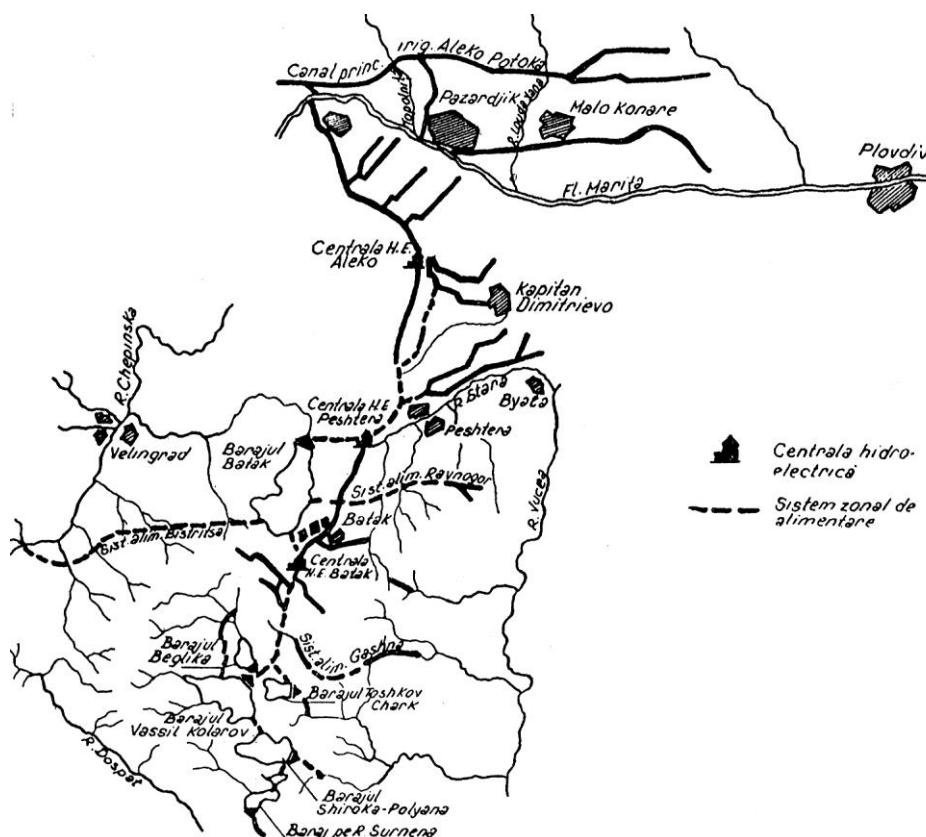 irig. Aleko Potoka
Canal princ.
Topolnita
Pazardjik
Malo Konare
Plovdiv
Fl. Marita
Centrala H.E.
Aleko
Kapitan
Dimitrievo
R. Chepinska
Centrala H.E.
Peshtera
R. Stara
Byaca
Peshtera
Velingrad
Barajul
Batak
Sist. alim. Ravnogor
R. Vucea
Batak
Sist. alim. Bistritsa
Centrala
H.E. Batak
Centrala hidro-
electrică
Sistem zonal de
alimentare
Barajul
Beglika
Sist. alim. Gashna
Barajul Toshkov
Chark
Barajul
Vassil Kolarov
R. Dospat
Barajul
Shiroka-Polyana
Baraj pe R. Surnena